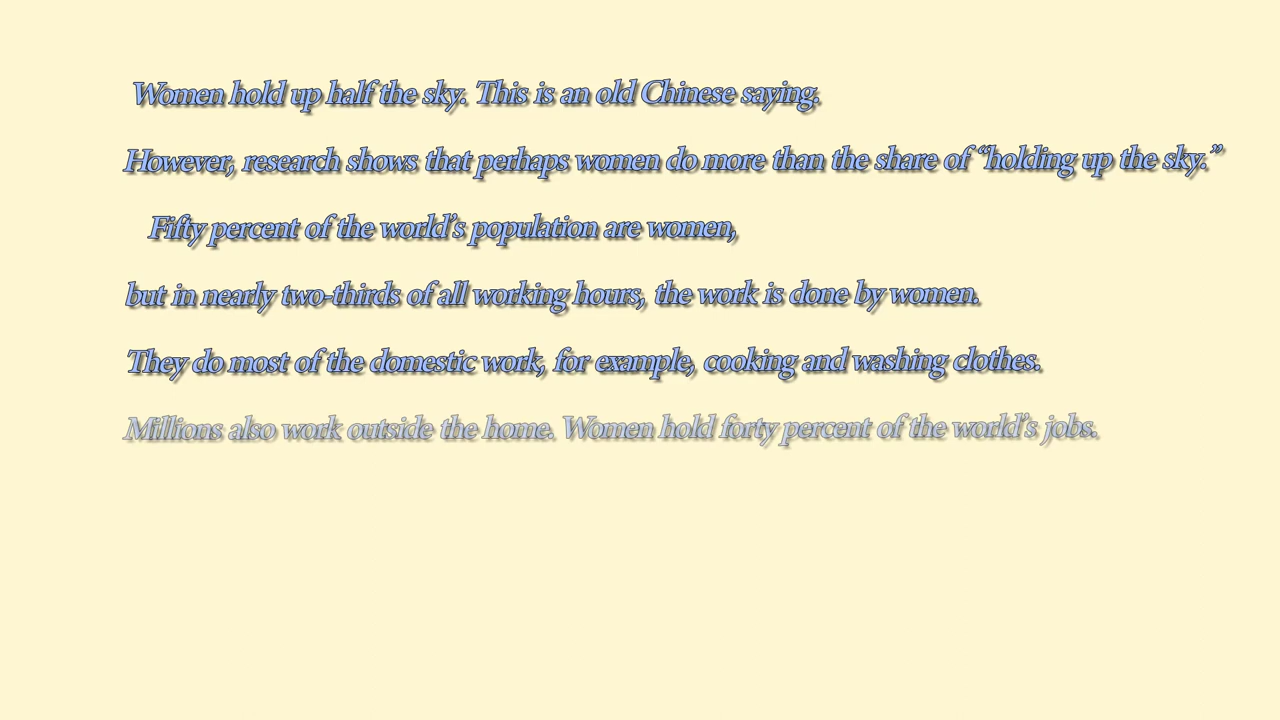 Women hold up half the sky. This is an old Chinese saying.
However, research shows that perhaps women do more than the share of “holding up the sky.”
Fifty percent of the world’s population are women,
but in nearly two-thirds of all working hours, the work is done by women.
They do most of the domestic work, for example, cooking and washing clothes.
Millions also work outside the home. Women hold forty percent of the world’s jobs.